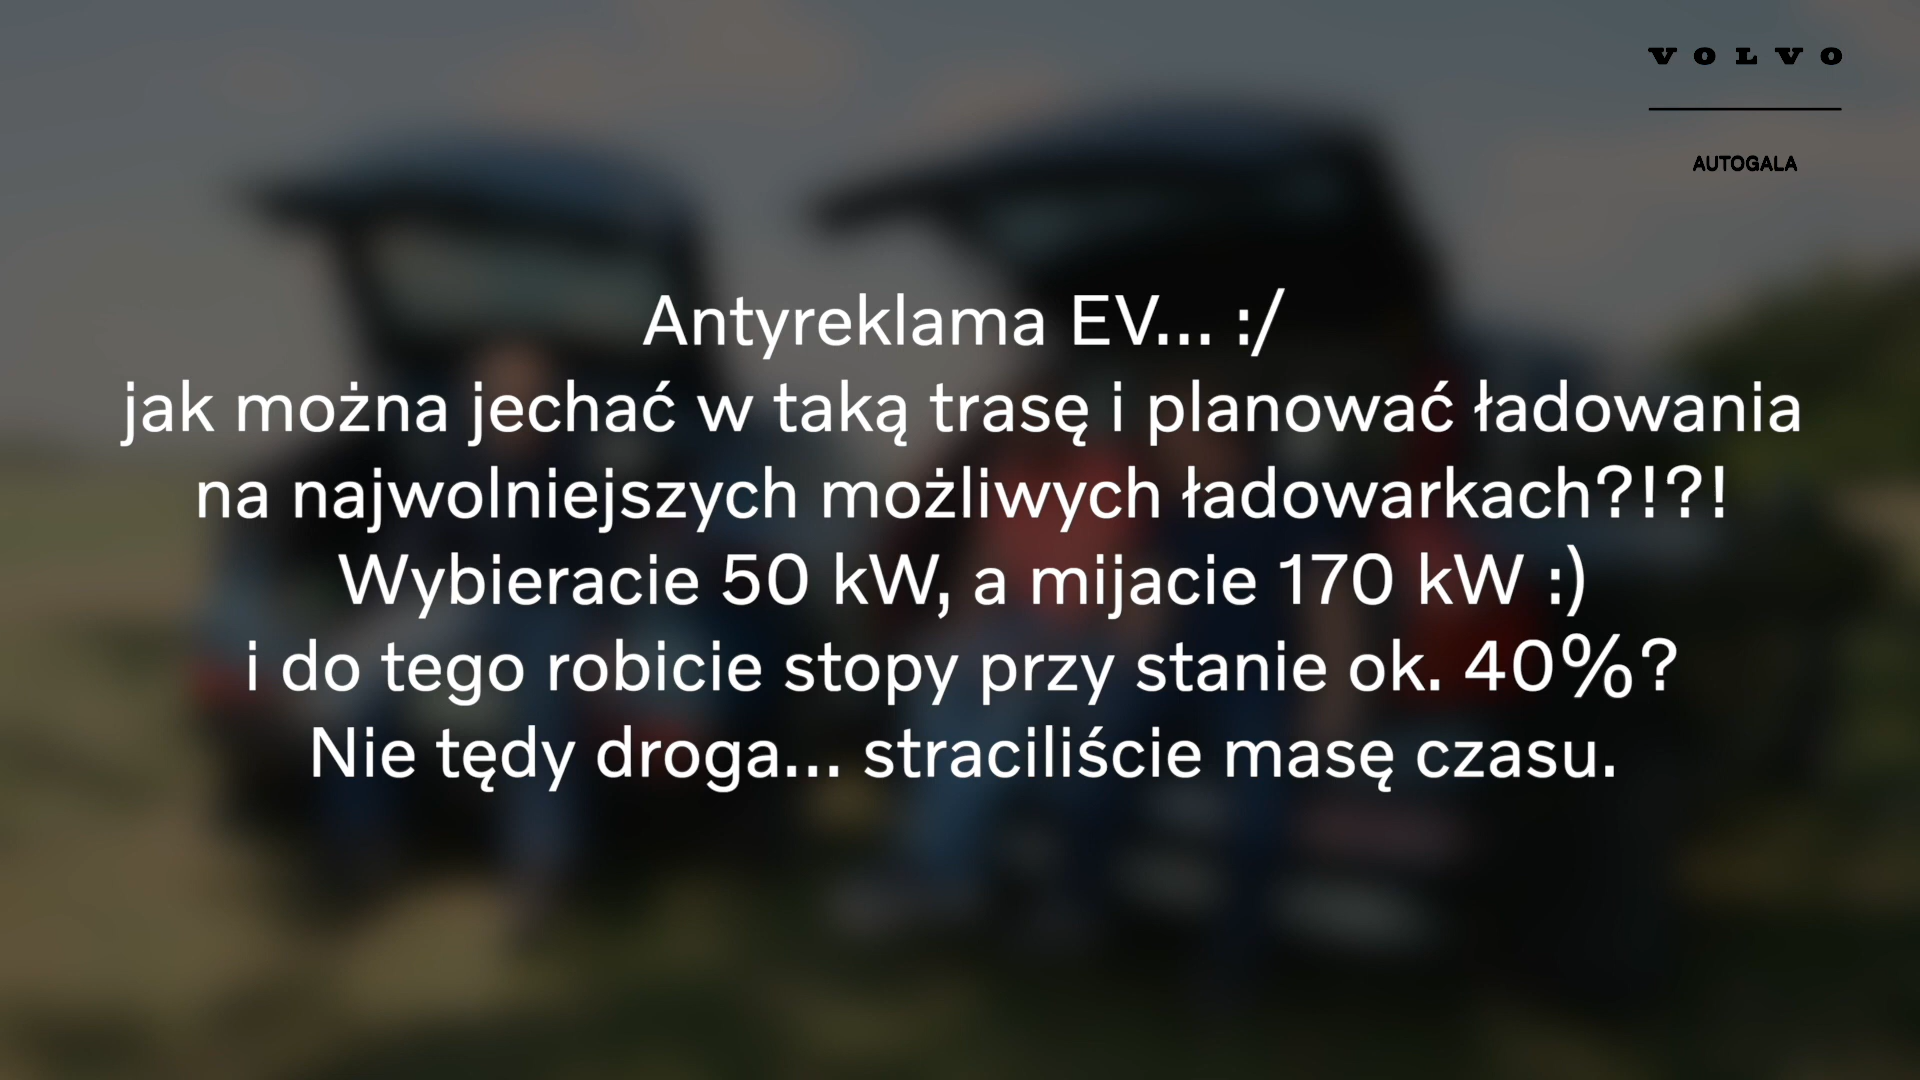 VOLVO
AUTOGALA
Antyreklama EV... :/
jak można jechać w taką trasę i planować ładowania
na najwolniejszych możliwych ładowarkach?!?!
Wybieracie 50 kW, a mijacie 170 kW :)
i do tego robicie stopy przy stanie ok. 40%?
Nie tędy droga... straciliście masę czasu.